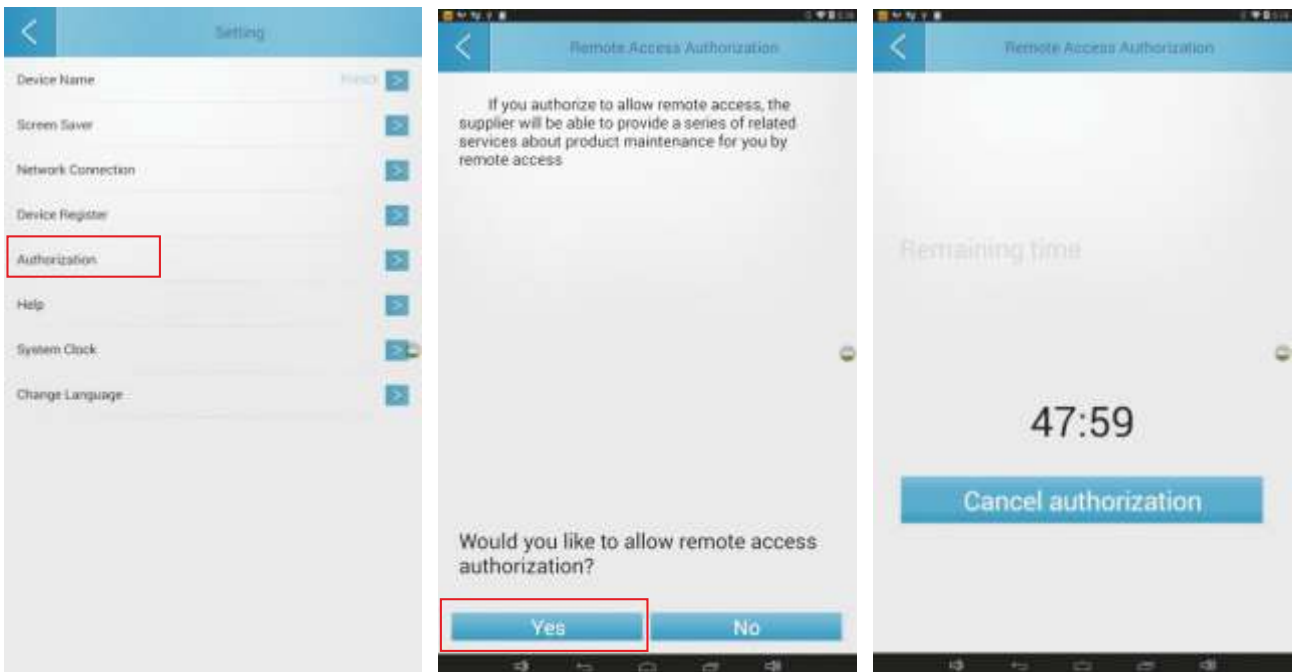 Setting
Device Name
Screen Saver
Network Connection
Device Register
Authorization
Help
System Clock
Change Language
Remote Access Authorization
If you authorize to allow remote access, the
supplier will be able to provide a series of related
services about product maintenance for you by
remote access
Would you like to allow remote access
authorization?
Yes
No
Remote Access Authorization
Remaining time
47:59
Cancel authorization